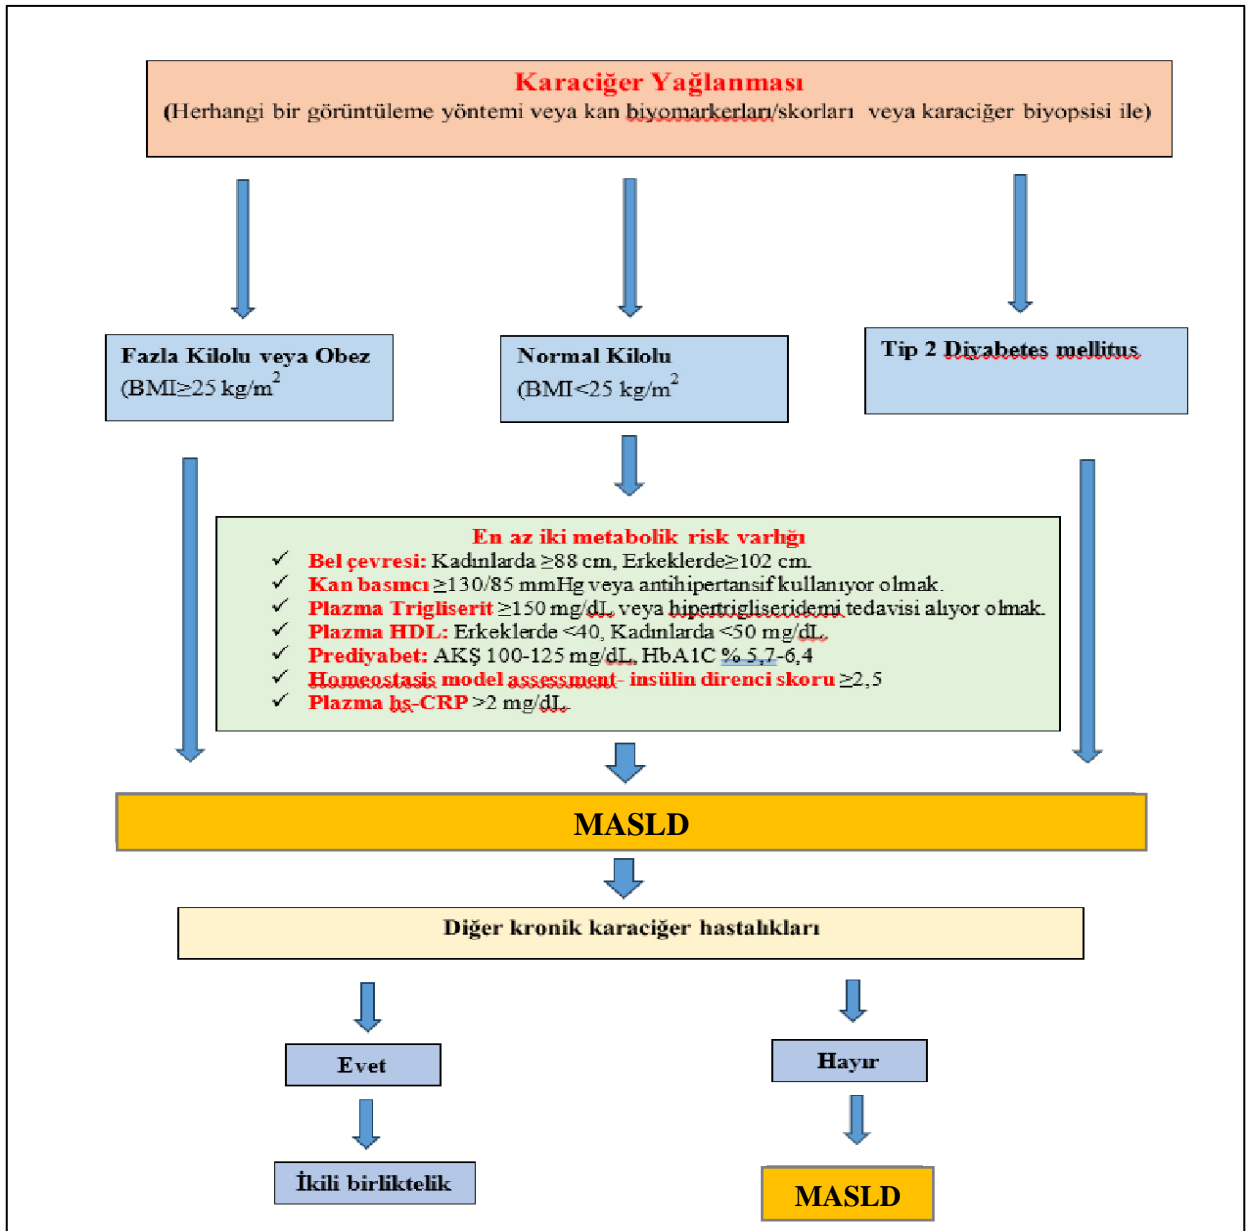 Karaciğer Yağlanması
(Herhangi bir görüntüleme yöntemi veya kan biyomarkerları/skorları veya karaciğer biyopsisi ile)
Fazla Kilolu veya Obez
(BMI≥25 kg/m²
Normal Kilolu
(BMI<25 kg/m²
Tip 2 Diyabetes mellitus
En az iki metabolik risk varlığı
✓ Bel çevresi: Kadınlarda ≥88 cm, Erkeklerde≥102 cm.
✓ Kan basıncı ≥130/85 mmHg veya antihipertansif kullanıyor olmak.
✓ Plazma Trigliserit ≥150 mg/dL veya hipertrigliseridemi tedavisi alıyor olmak.
✓ Plazma HDL: Erkeklerde <40, Kadınlarda <50 mg/dL
✓ Prediyabet: AKŞ 100-125 mg/dL, HbA1C % 5,7-6,4
✓ Homeostasis model assessment- insülin direnci skoru ≥2,5
✓ Plazma hs-CRP >2 mg/dL
MASLD
Diğer kronik karaciğer hastalıkları
Evet
Hayır
İkili birliktelik
MASLD